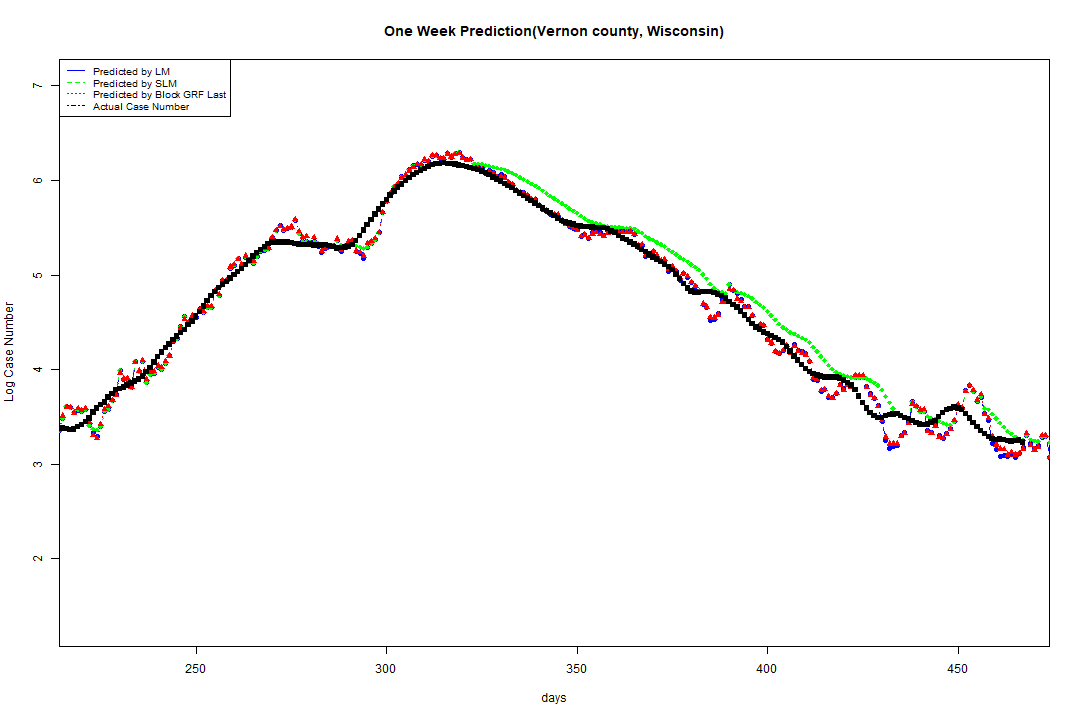 One Week Prediction(Vernon county, Wisconsin)
Predicted by LM
Predicted by SLM
Predicted by Block GRF Last
Actual Case Number
7
6
5
4
3
2
Log Case Number
250
300
350
400
450
days